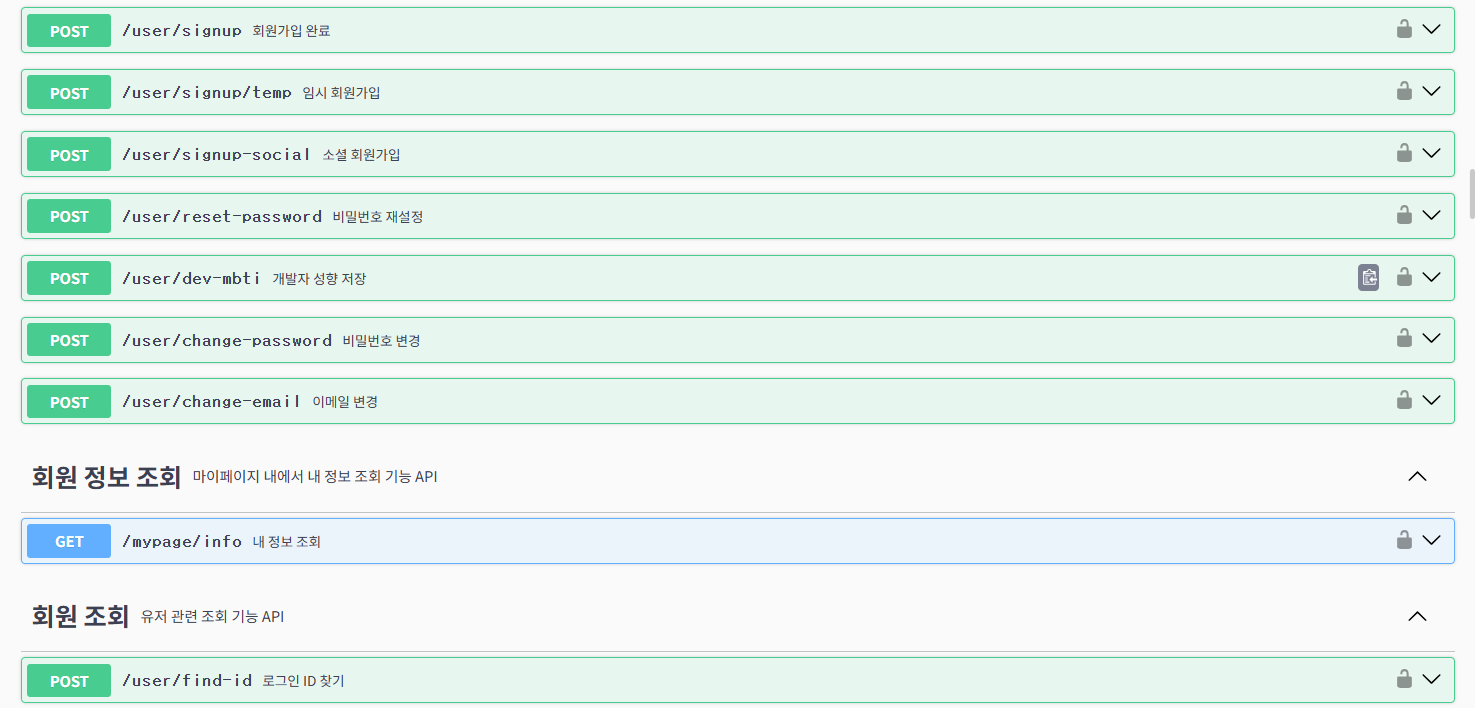 POST /user/signup 회원가입 완료
POST /user/signup/temp 임시 회원가입
POST /user/signup-social 소셜 회원가입
POST /user/reset-password 비밀번호 재설정
POST /user/dev-mbti 개발자 성향 저장
POST /user/change-password 비밀번호 변경
POST /user/change-email 이메일 변경
회원 정보 조회 마이페이지 내에서 내 정보 조회 기능 API
GET /mypage/info 내 정보 조회
회원 조회 유저 관련 조회 기능 API
POST /user/find-id 로그인 ID 찾기